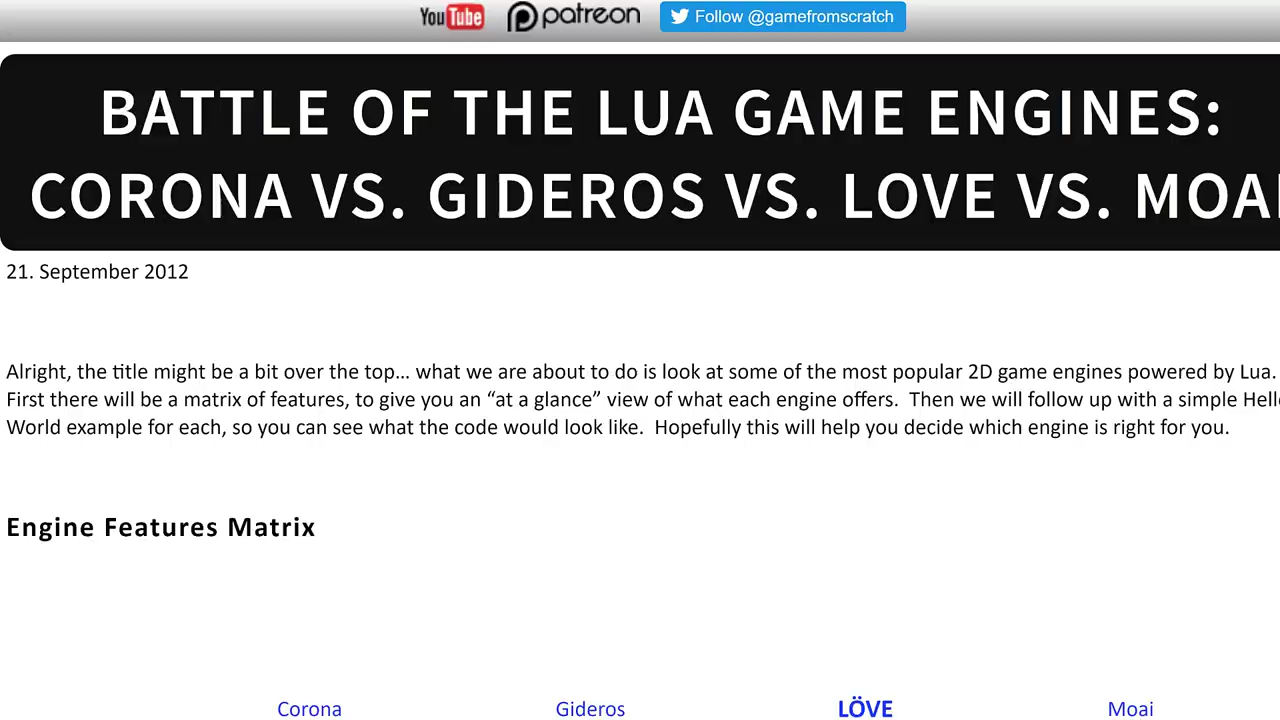 YouTube patreon Follow @gamefromscratch
BATTLE OF THE LUA GAME ENGINES:
CORONA VS. GIDEROS VS. LOVE VS. MOAI
21. September 2012
Alright, the title might be a bit over the top... what we are about to do is look at some of the most popular 2D game engines powered by Lua.
First there will be a matrix of features, to give you an “at a glance” view of what each engine offers.  Then we will follow up with a simple Hello
World example for each, so you can see what the code would look like.  Hopefully this will help you decide which engine is right for you.
Engine Features Matrix
Corona Gideros LÖVE Moai